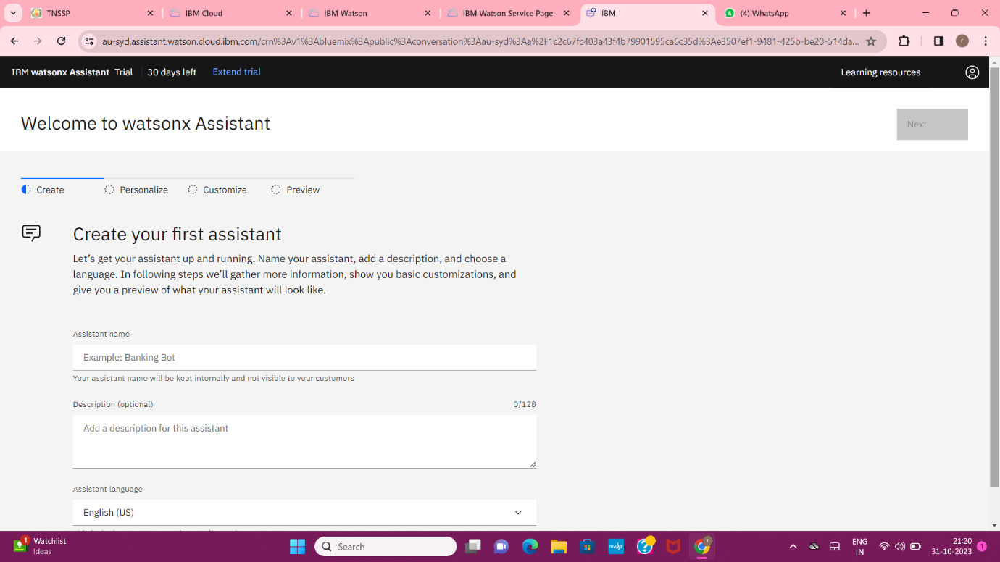 TNSSP
IBM Cloud
IBM Watson
IBM Watson Service Page
IBM
(4) WhatsApp
au-syd.assistant.watson.cloud.ibm.com/crn%3Av1%3Abluemix%3Apublic%3Aconversation%3Aau-syd%3Aa%2F1c2c67fc403a43f4b79901595ca6c35d%3Ae3507ef1-9481-425b-be20-514da...
r
IBM watsonx Assistant Trial 30 days left Extend trial Learning resources
Welcome to watsonx Assistant
Next
Create Personalize Customize Preview
Create your first assistant
Let’s get your assistant up and running. Name your assistant, add a description, and choose a
language. In following steps we’ll gather more information, show you basic customizations, and
give you a preview of what your assistant will look like.
Assistant name
Example: Banking Bot
Your assistant name will be kept internally and not visible to your customers
Description (optional) 0/128
Add a description for this assistant
Assistant language
English (US)
1 Watchlist
Ideas
Search
myhp
r
ENG
IN
21:20
31-10-2023
1